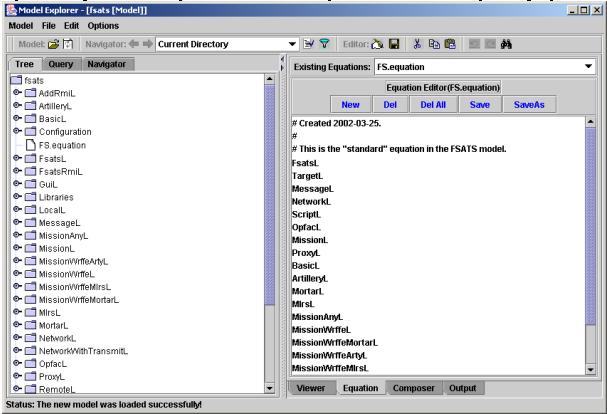 Model Explorer - [fsats [Model]]
Model File Edit Options
Model: Navigator: Current Directory Editor:
Tree Query Navigator
fsats
AddRmiL
ArtilleryL
BasicL
Configuration
FS.equation
FsatsL
FsatsRmiL
GuiL
Libraries
LocalL
MessageL
MissionAnyL
MissionL
MissionWrffeArtyL
MissionWrffeL
MissionWrffeMlrsL
MissionWrffeMortarL
MlrsL
MortarL
NetworkL
NetworkWithTransmitL
OpfacL
ProxyL
RemoteL
Existing Equations: FS.equation
Equation Editor(FS.equation)
New Del Del All Save SaveAs
# Created 2002-03-25.
#
# This is the "standard" equation in the FSATS model.
FsatsL
TargetL
MessageL
NetworkL
ScriptL
OpfacL
MissionL
ProxyL
BasicL
ArtilleryL
MortarL
MlrsL
MissionAnyL
MissionWrffeL
MissionWrffeMortarL
MissionWrffeArtyL
MissionWrffeMlrsL
Viewer Equation Composer Output
Status: The new model was loaded successfully!